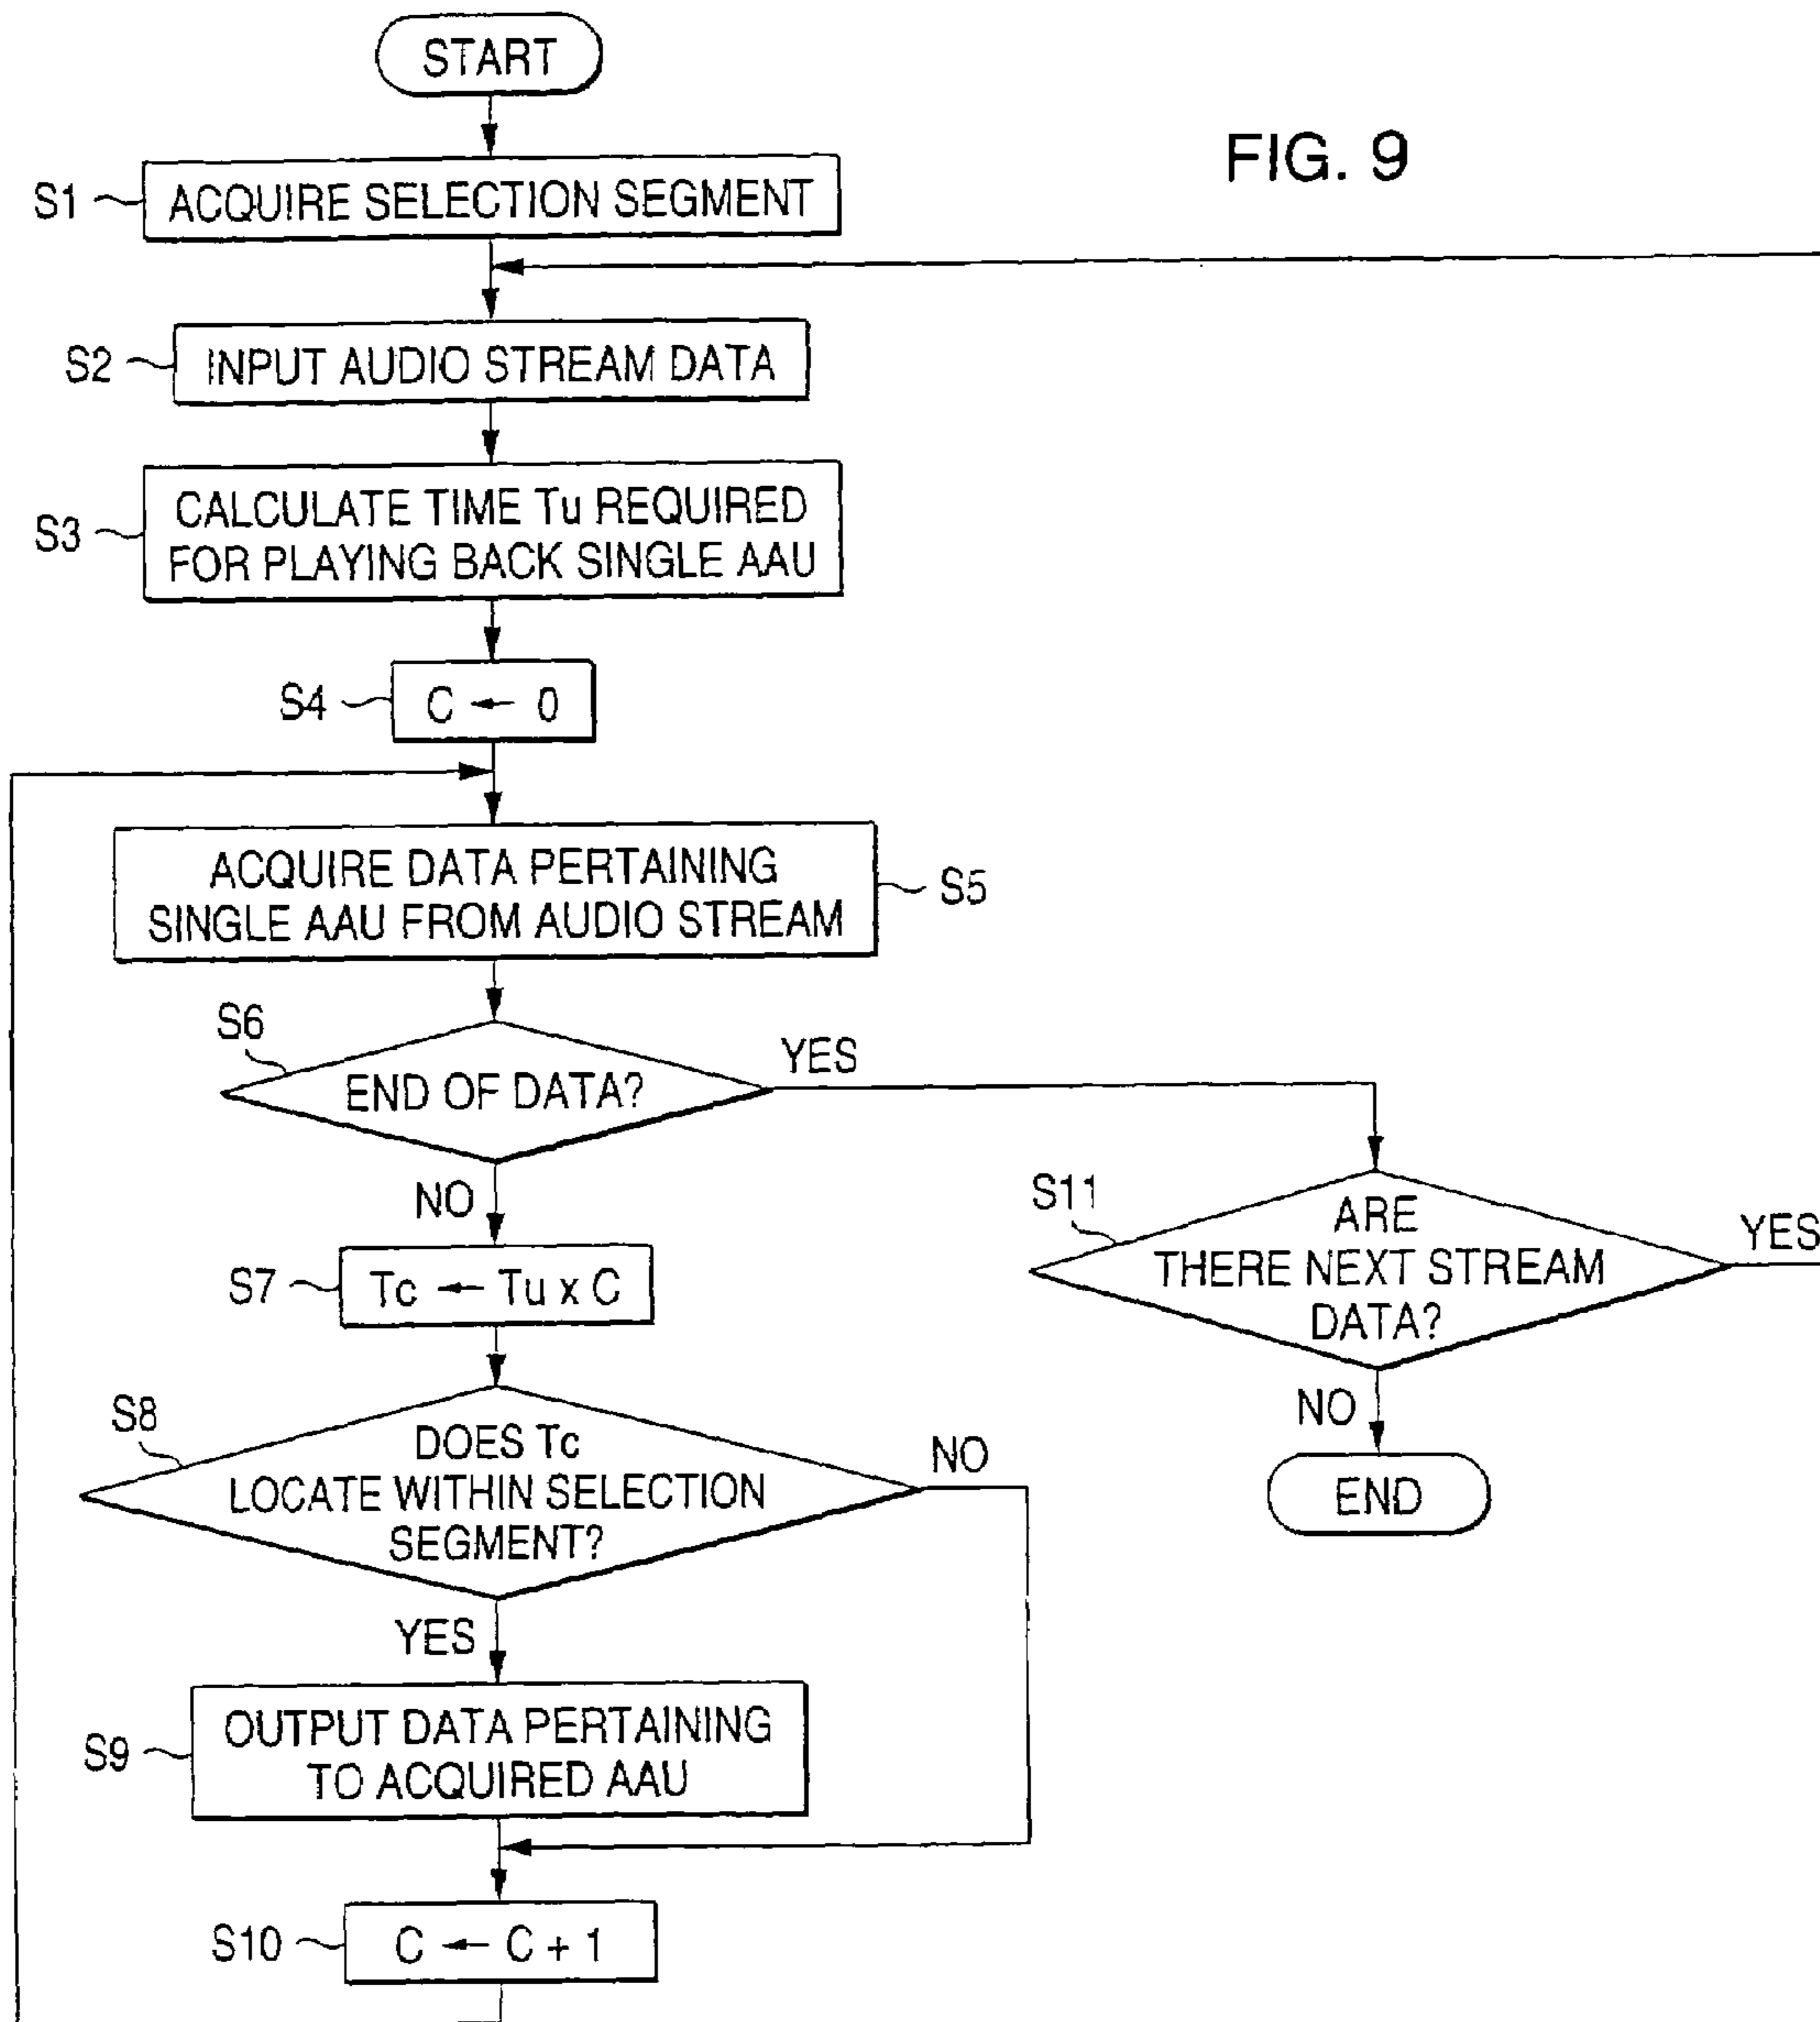 START
FIG. 9
S1
ACQUIRE SELECTION SEGMENT
S2
INPUT AUDIO STREAM DATA
S3
CALCULATE TIME Tu REQUIRED
FOR PLAYING BACK SINGLE AAU
S4
C ← 0
ACQUIRE DATA PERTAINING
SINGLE AAU FROM AUDIO STREAM
S5
S6
END OF DATA?
YES
NO
S11
ARE
THERE NEXT STREAM
DATA?
YES
NO
END
S7
Tc ← Tu x C
S8
DOES Tc
LOCATE WITHIN SELECTION
SEGMENT?
NO
YES
S9
OUTPUT DATA PERTAINING
TO ACQUIRED AAU
S10
C ← C + 1